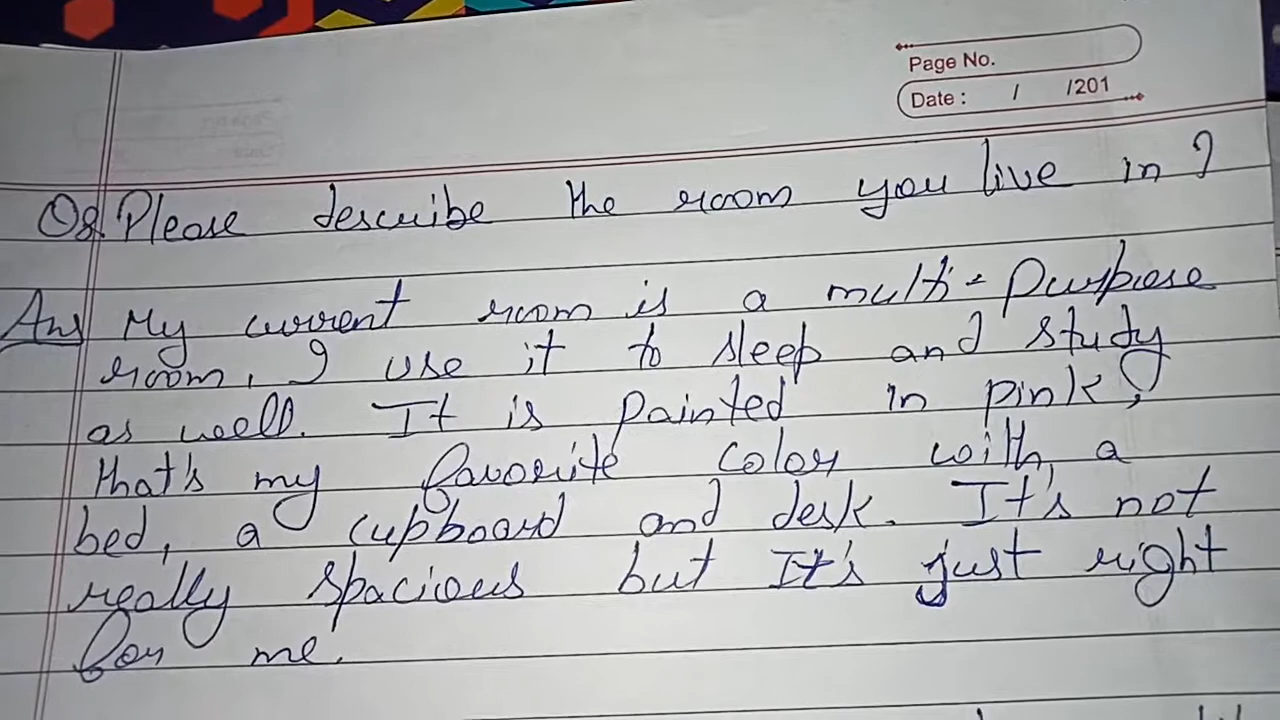 Page No.
Date : / /201
Q8. Please describe the room you live in ?
Ans My current room is a multi-Purpose
room, I use it to sleep and study
as well. It is painted in pink,
that's my favorite color with a
bed, a cupboard and desk. It's not
really spacious but It's just right
for me.